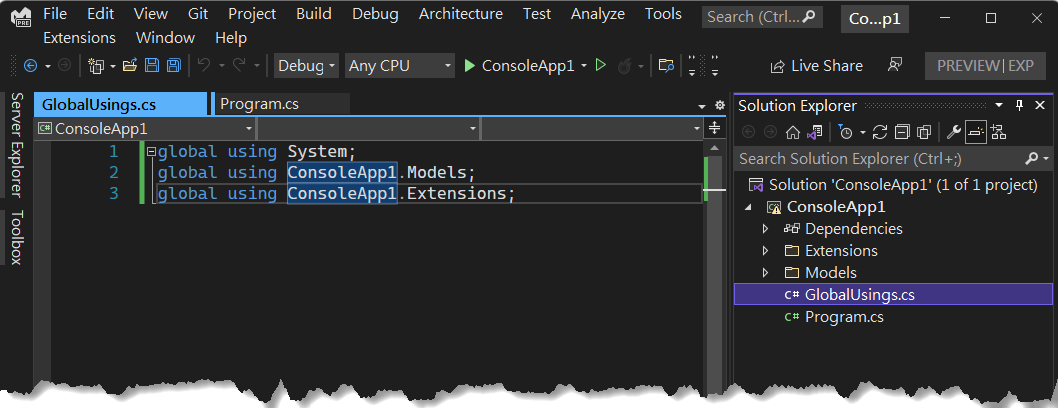 File Edit View Git Project Build Debug Architecture Test Analyze Tools Search (Ctrl... Co...p1
PRE
Extensions Window Help
Debug Any CPU ConsoleApp1 Live Share PREVIEW | EXP
Server Explorer
Toolbox
GlobalUsings.cs Program.cs
C# ConsoleApp1
1 global using System;
2 global using ConsoleApp1.Models;
3 global using ConsoleApp1.Extensions;
Solution Explorer
Search Solution Explorer (Ctrl+;)
Solution 'ConsoleApp1' (1 of 1 project)
ConsoleApp1
Dependencies
Extensions
Models
C# GlobalUsings.cs
C# Program.cs